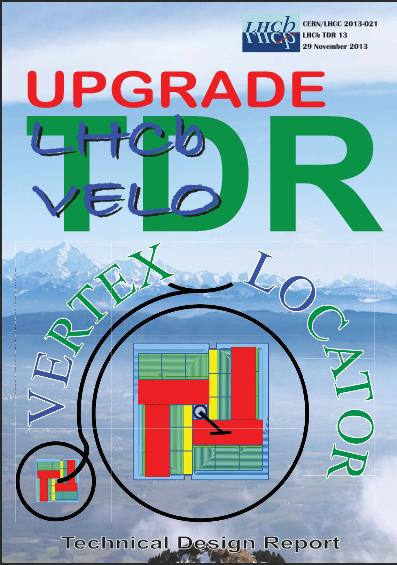 LHCb
CERN/LHCC 2013-021
LHCb TDR 13
29 November 2013
UPGRADE
TDR
LHCb
VELO
VERTEX LOCATOR
Technical Design Report